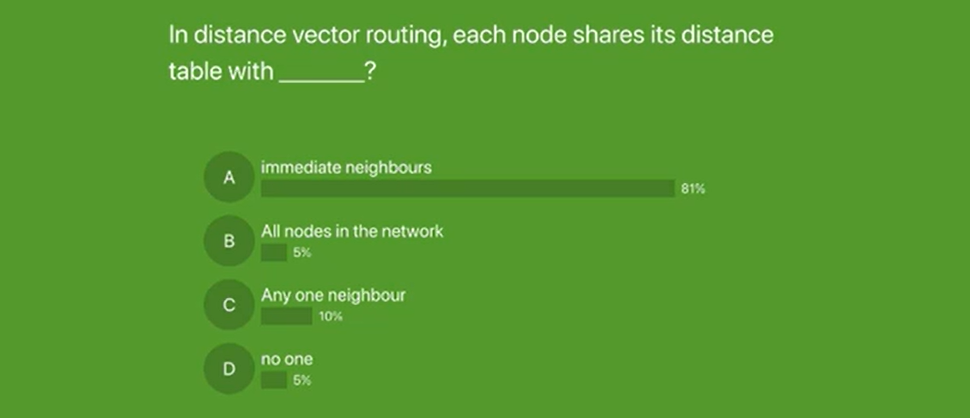 In distance vector routing, each node shares its distance
table with _______?
A
immediate neighbours
81%
B
All nodes in the network
5%
C
Any one neighbour
10%
D
no one
5%